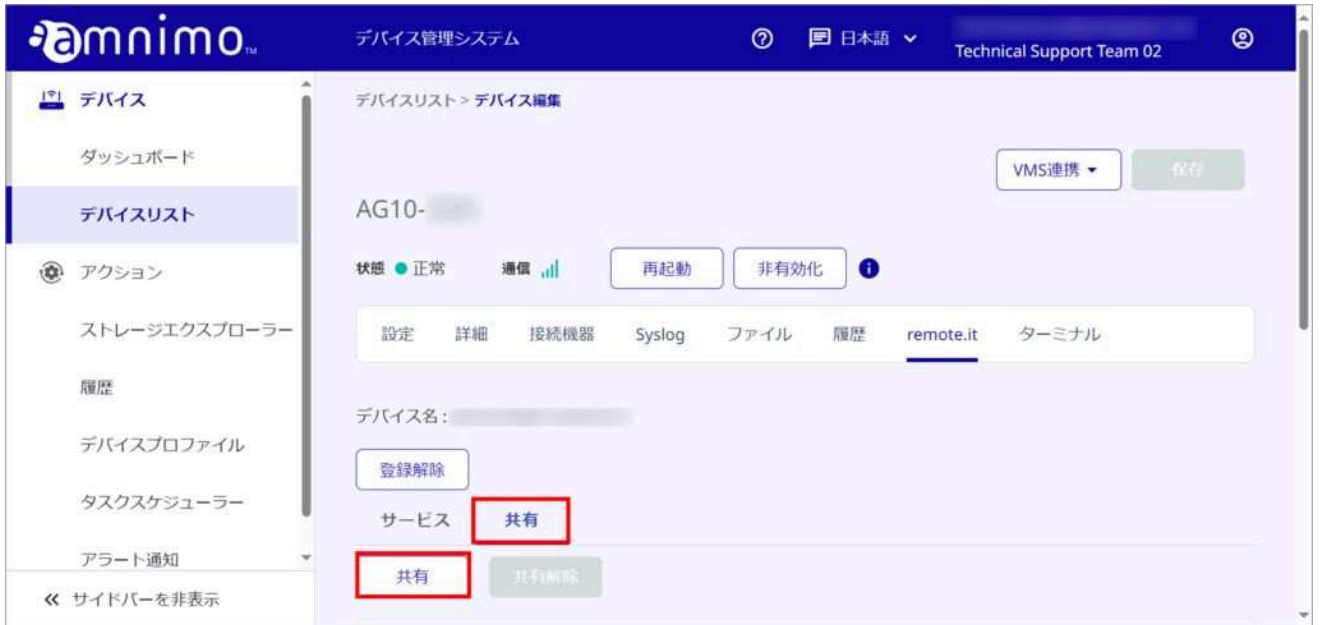 amnimo TM
デバイス管理システム
日本語
Technical Support Team 02
デバイス
ダッシュボード
デバイスリスト
アクション
ストレージエクスプローラー
履歴
デバイスプロファイル
タスクスケジューラー
アラート通知
サイドバーを非表示
デバイスリスト > デバイス編集
VMS連携
保存
AG10-
状態 正常 通信
再起動 非有効化
設定 詳細 接続機器 Syslog ファイル 履歴 remote.it ターミナル
デバイス名 :
登録解除
サービス 共有
共有 共有解除